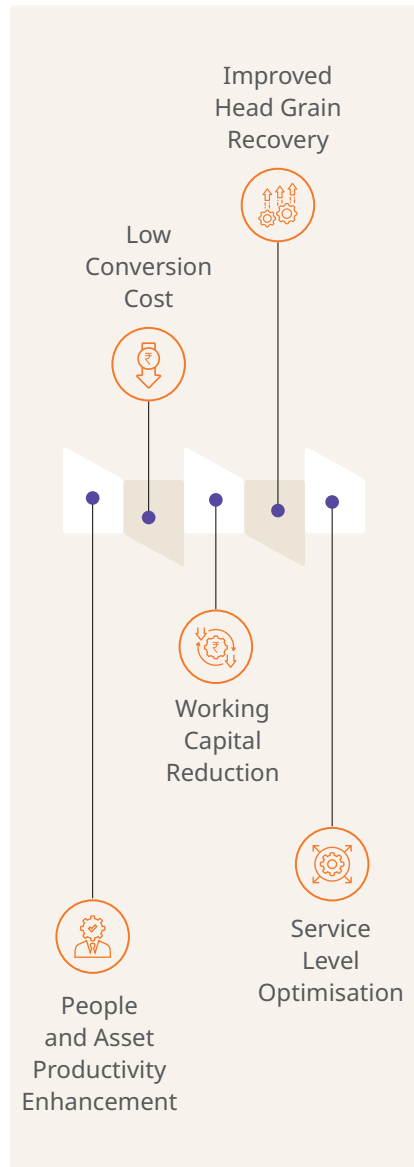 Improved
Head Grain
Recovery
Low
Conversion
Cost
₹
₹
Working
Capital
Reduction
Service
Level
Optimisation
People
and Asset
Productivity
Enhancement